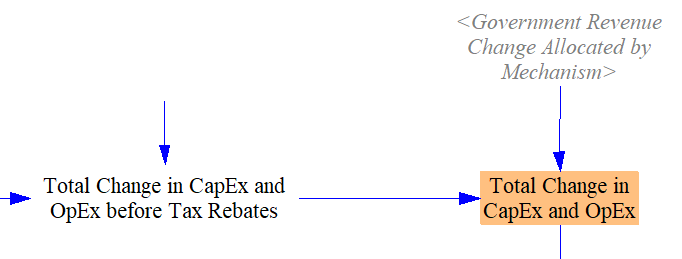 <Government Revenue
Change Allocated by
Mechanism>
Total Change in CapEx and
OpEx before Tax Rebates
Total Change in
CapEx and OpEx